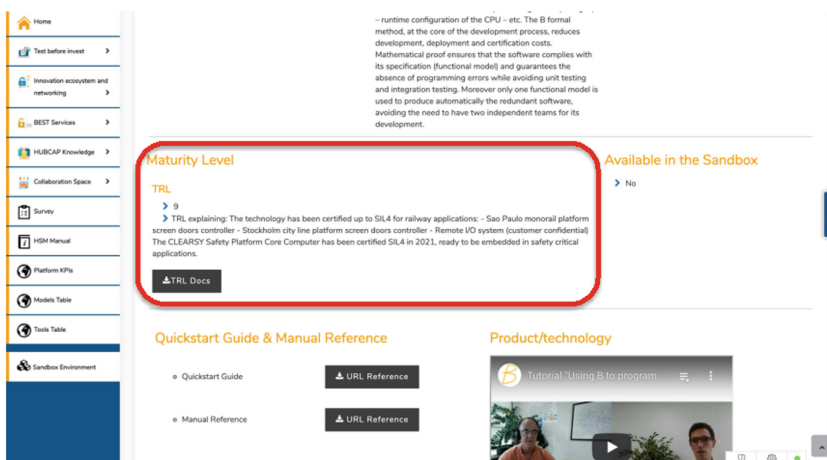 Home
Test before invest
Innovation ecosystem and
networking
BEST Services
HUBCAP Knowledge
Collaboration Space
Survey
HSM Manual
Platform KPIs
Models Table
Tools Table
Sandbox Environment
– runtime configuration of the CPU – etc. The B formal
method, at the core of the development process, reduces
development, deployment and certification costs.
Mathematical proof ensures that the software complies with
its specification (functional model) and guarantees the
absence of programming errors while avoiding unit testing
and integration testing. Moreover only one functional model is
used to produce automatically the redundant software,
avoiding the need to have two independent teams for its
development.
Maturity Level
TRL
9
TRL explaining: The technology has been certified up to SIL4 for railway applications: - Sao Paulo monorail platform
screen doors controller - Stockholm city line platform screen doors controller - Remote I/O system (customer confidential)
The CLEARSY Safety Platform Core Computer has been certified SIL4 in 2021, ready to be embedded in safety critical
applications.
TRL Docs
Available in the Sandbox
No
Quickstart Guide & Manual Reference
Quickstart Guide
URL Reference
Manual Reference
URL Reference
Product/technology
Tutorial "Using B to program ...